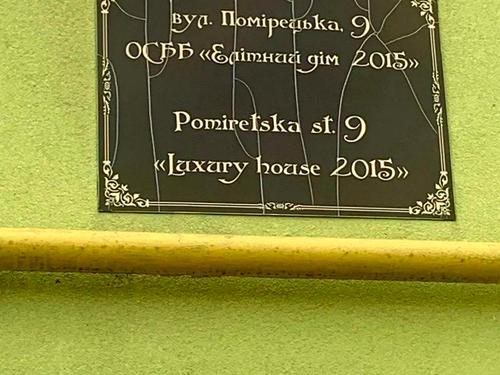 вул. Помірецька, 9
ОСББ «Елітний дім 2015»
Pomiretska st. 9
«Luxury house 2015»